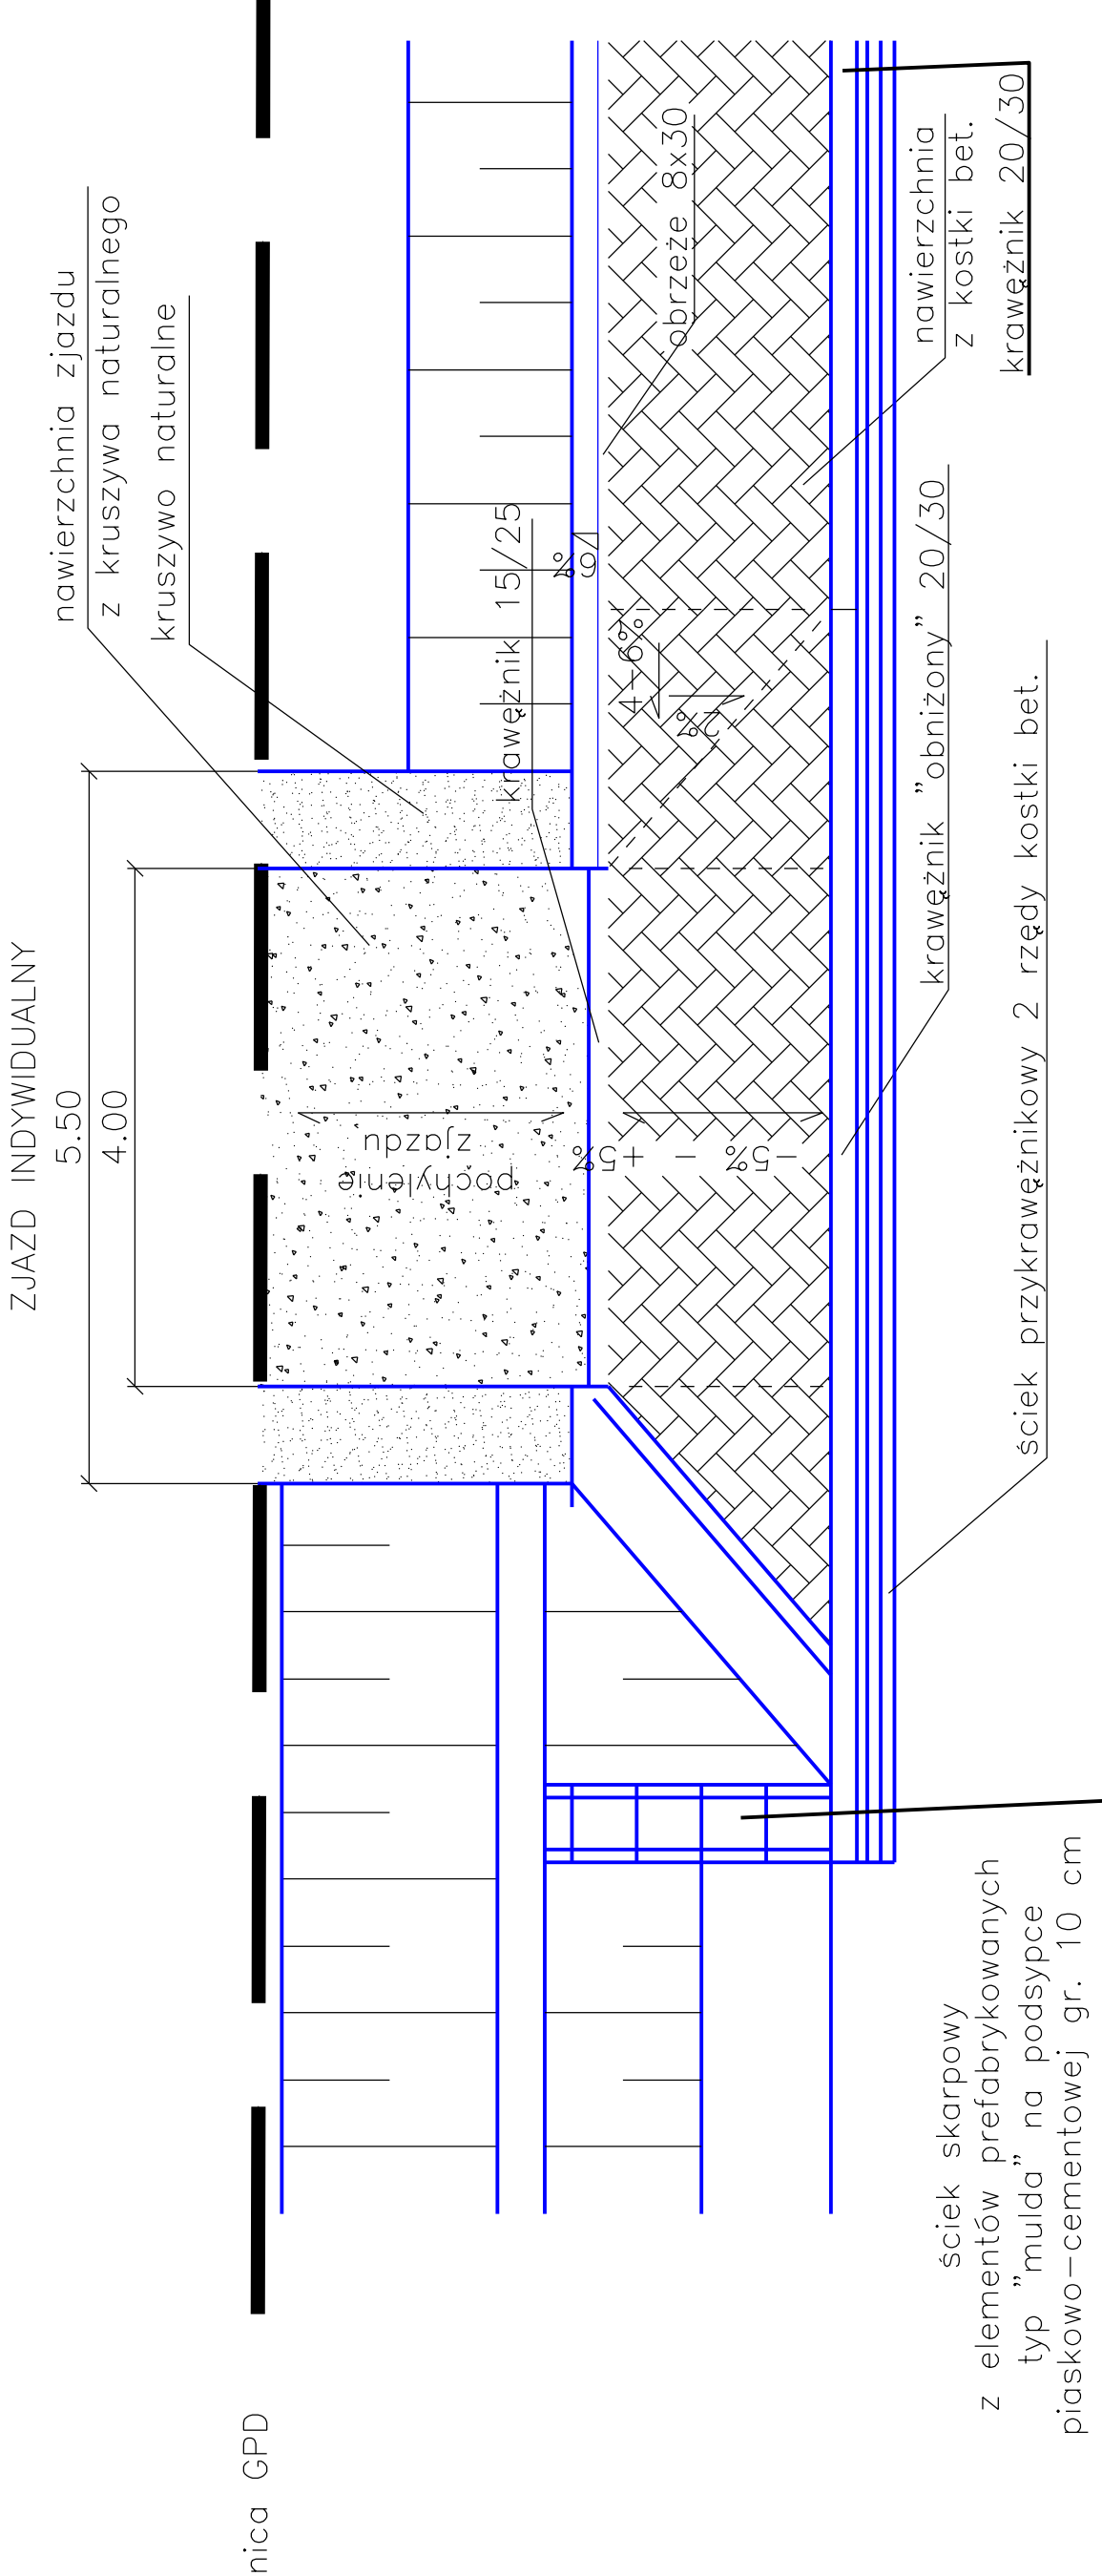 ZJAZD INDYWIDUALNY
5.50
4.00
nawierzchnia zjazdu
z kruszywa naturalnego
kruszywo naturalne
nica GPD
pochylenie
zjazdu
krawężnik 15/25
6%
-5% - +5%
4-6%
2%
obrzeże 8x30
nawierzchnia
z kostki bet.
krawężnik 20/30
krawężnik "obniżony" 20/30
ściek przykrawężnikowy 2 rzędy kostki bet.
ściek skarpowy
z elementów prefabrykowanych
typ "mulda" na podsypce
piaskowo-cementowej gr. 10 cm